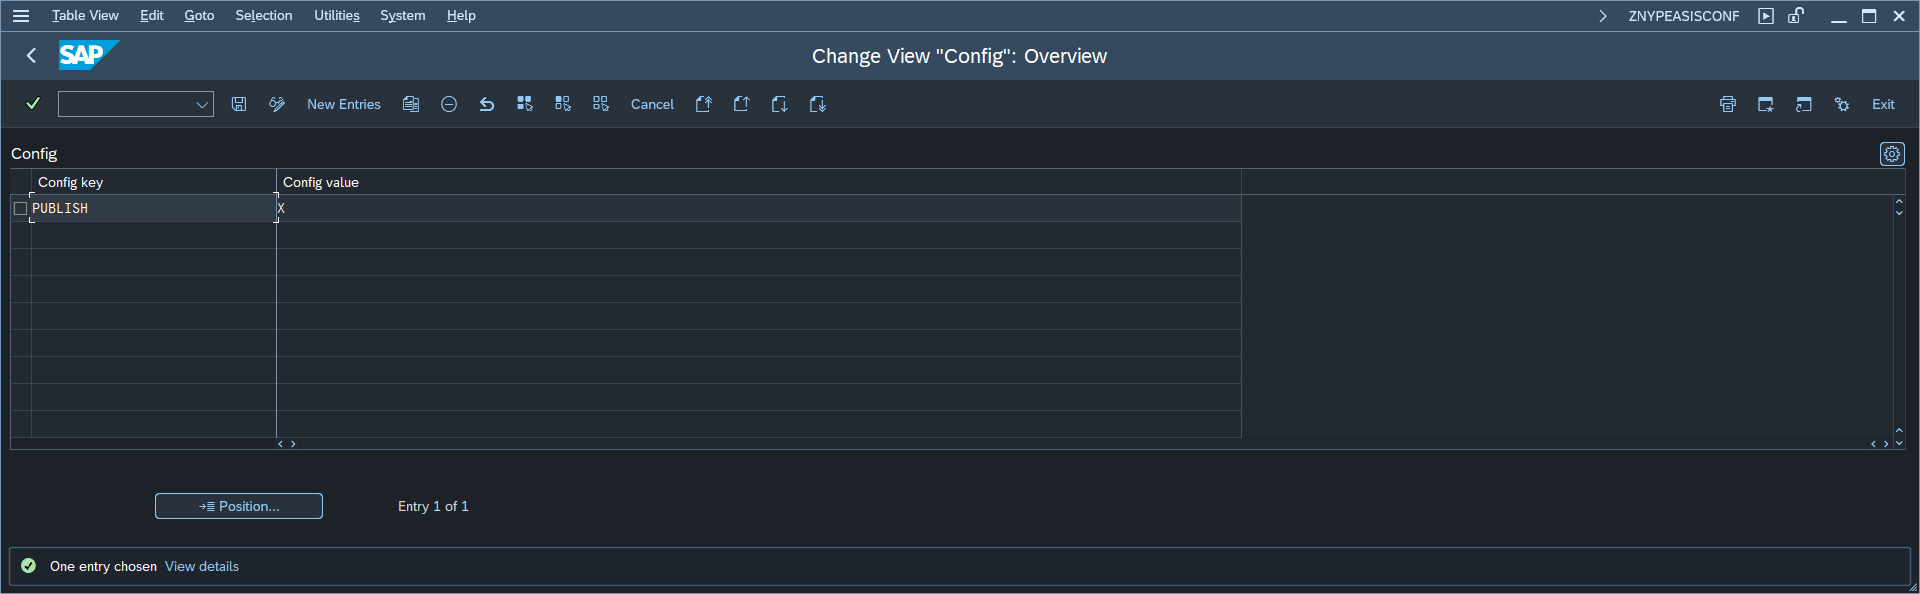 Table View Edit Goto Selection Utilities System Help ZNYPEASISCONF
SAP Change View "Config": Overview
New Entries Cancel Exit
Config
Config key Config value
PUBLISH X
Position... Entry 1 of 1
One entry chosen View details